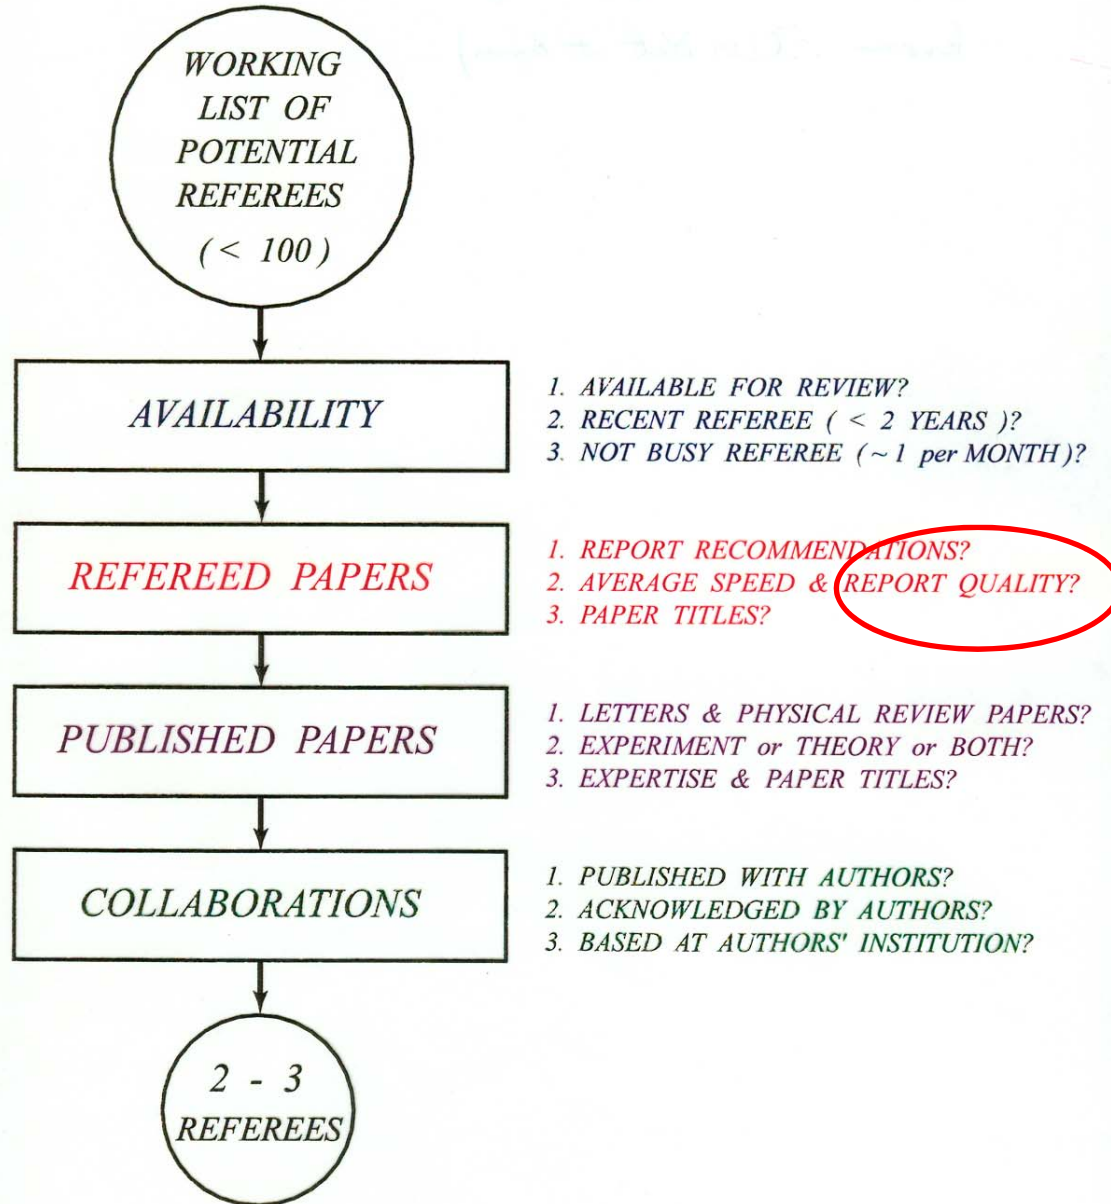 WORKING
LIST OF
POTENTIAL
REFEREES
( < 100 )
AVAILABILITY
1. AVAILABLE FOR REVIEW?
2. RECENT REFEREE ( < 2 YEARS )?
3. NOT BUSY REFEREE (~ 1 per MONTH)?
REFEREED PAPERS
1. REPORT RECOMMENDATIONS?
2. AVERAGE SPEED & REPORT QUALITY?
3. PAPER TITLES?
PUBLISHED PAPERS
1. LETTERS & PHYSICAL REVIEW PAPERS?
2. EXPERIMENT or THEORY or BOTH?
3. EXPERTISE & PAPER TITLES?
COLLABORATIONS
1. PUBLISHED WITH AUTHORS?
2. ACKNOWLEDGED BY AUTHORS?
3. BASED AT AUTHORS' INSTITUTION?
2 - 3
REFEREES